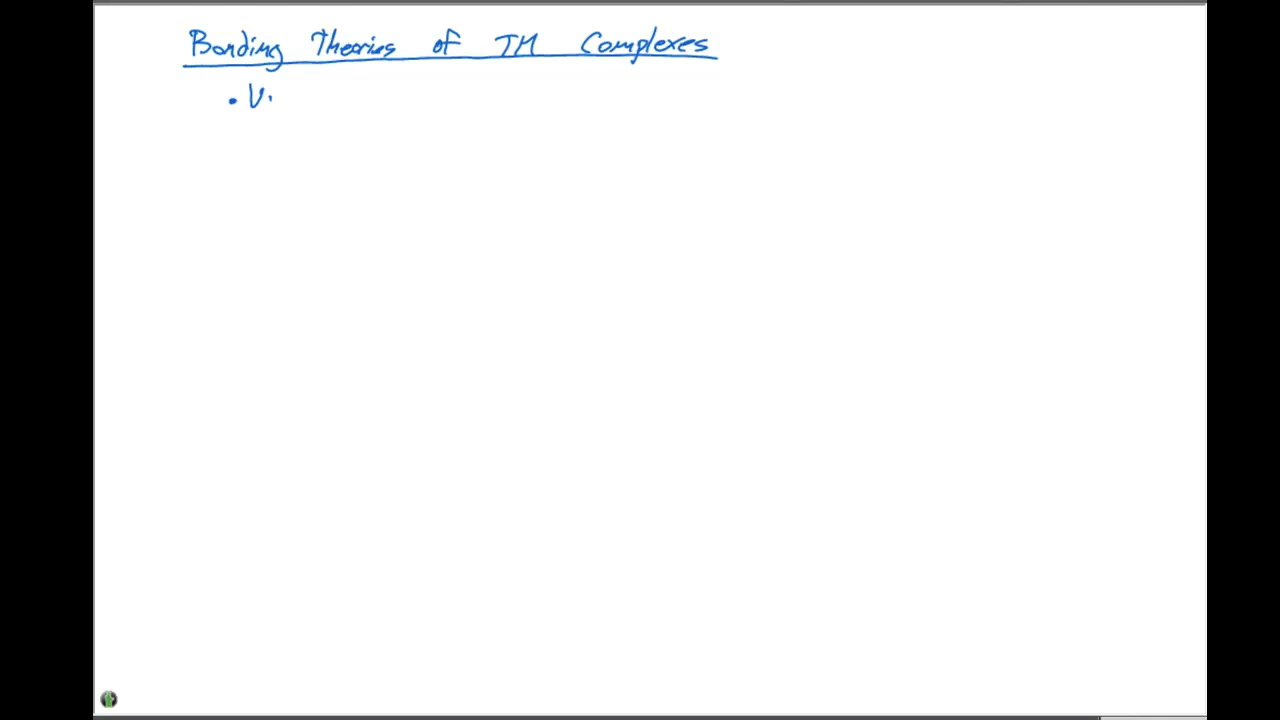 Bonding Theories of TM Complexes
• V